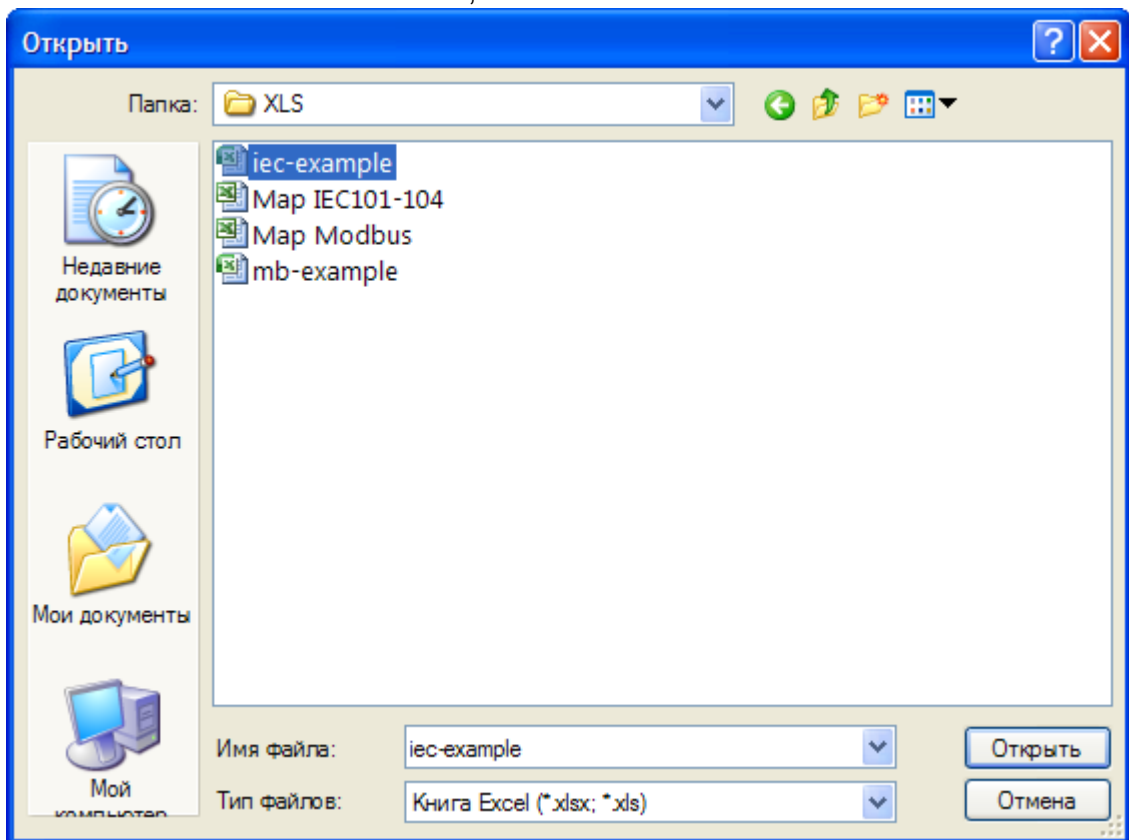 Открыть
Папка: XLS
iec-example
Map IEC101-104
Map Modbus
mb-example
Недавние
документы
Рабочий стол
Мои документы
Мой
компьютер
Имя файла: iec-example Открыть
Тип файлов: Книга Excel (*.xlsx; *.xls) Отмена